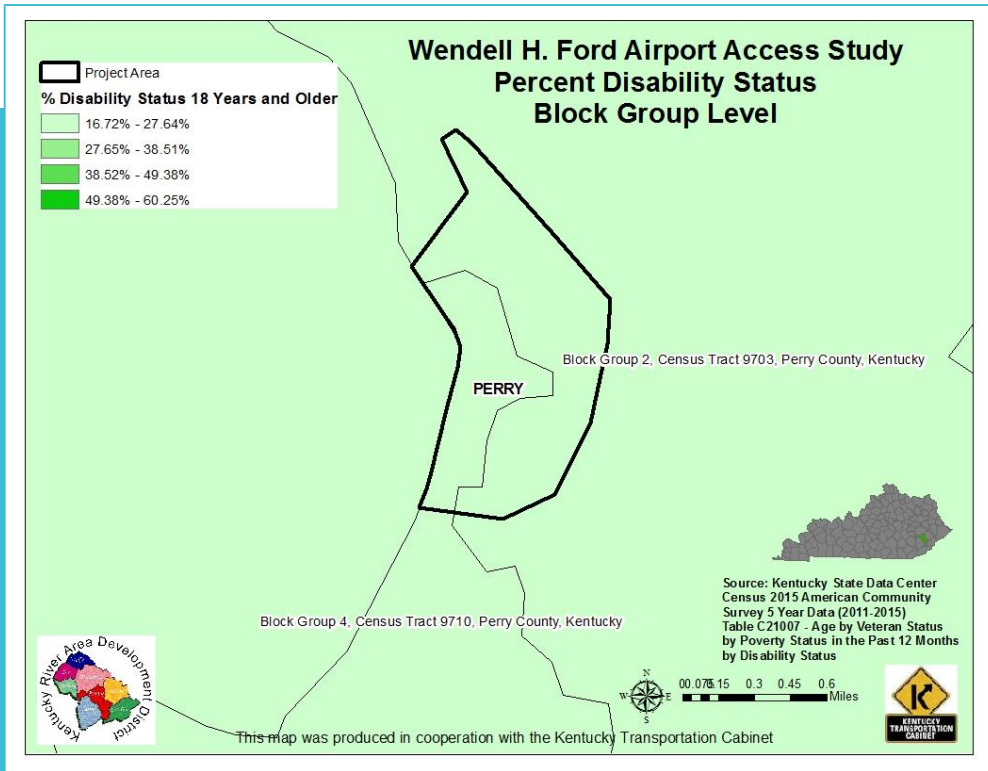 Wendell H. Ford Airport Access Study
Percent Disability Status
Block Group Level
Project Area
% Disability Status 18 Years and Older
16.72% - 27.64%
27.65% - 38.51%
38.52% - 49.38%
49.38% - 60.25%
Block Group 2, Census Tract 9703, Perry County, Kentucky
PERRY
Block Group 4, Census Tract 9710, Perry County, Kentucky
Source: Kentucky State Data Center
Census 2015 American Community
Survey 5 Year Data (2011-2015)
Table C21007 - Age by Veteran Status
by Poverty Status in the Past 12 Months
by Disability Status
Kentucky River Area Development District
N
W E
S
0 0.075 0.15 0.3 0.45 0.6
Miles
KENTUCKY
TRANSPORTATION
CABINET
This map was produced in cooperation with the Kentucky Transportation Cabinet